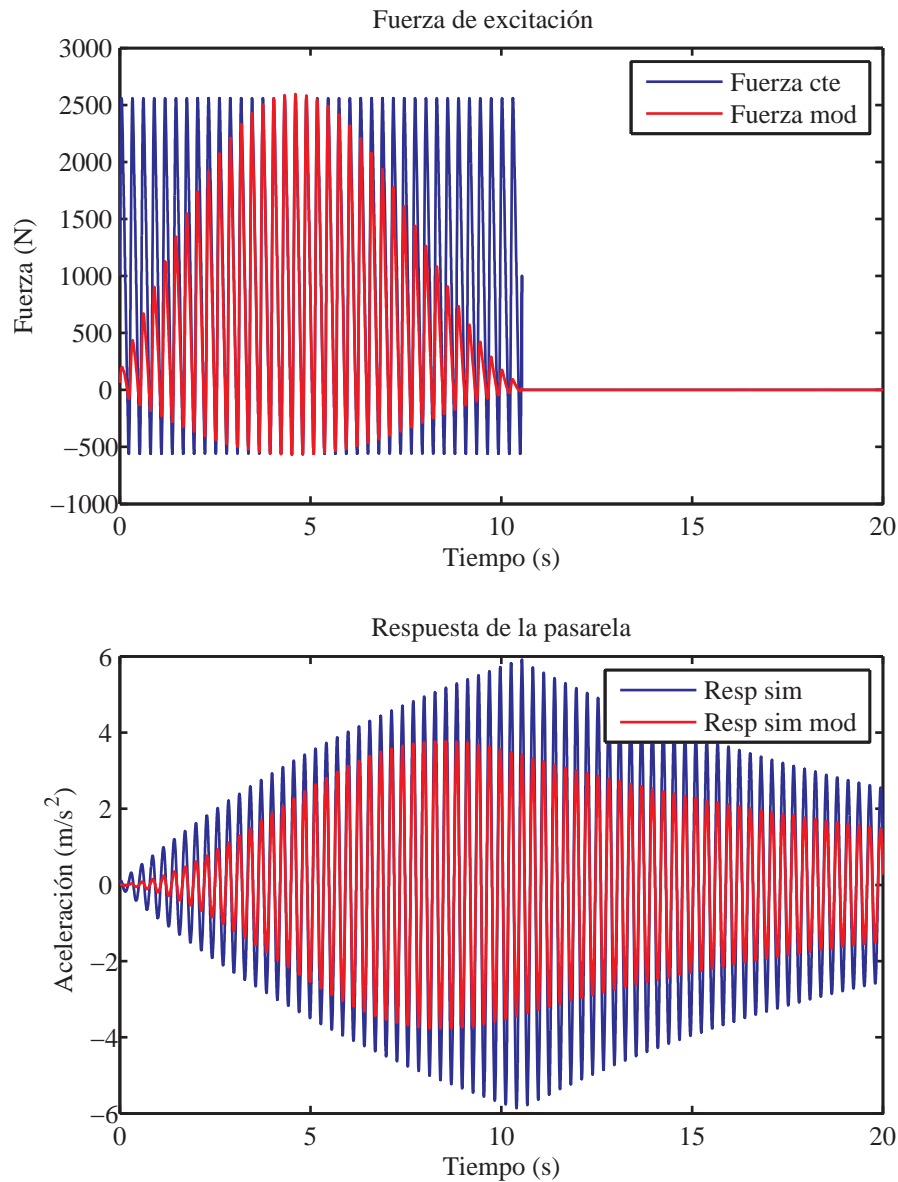 Fuerza de excitación
3000
2500
2000
1500
1000
500
0
−500
−1000
Fuerza (N)
Fuerza cte
Fuerza mod
0 5 10 15 20
Tiempo (s)
Respuesta de la pasarela
6
4
2
0
−2
−4
−6
Aceleración (m/s²)
Resp sim
Resp sim mod
0 5 10 15 20
Tiempo (s)